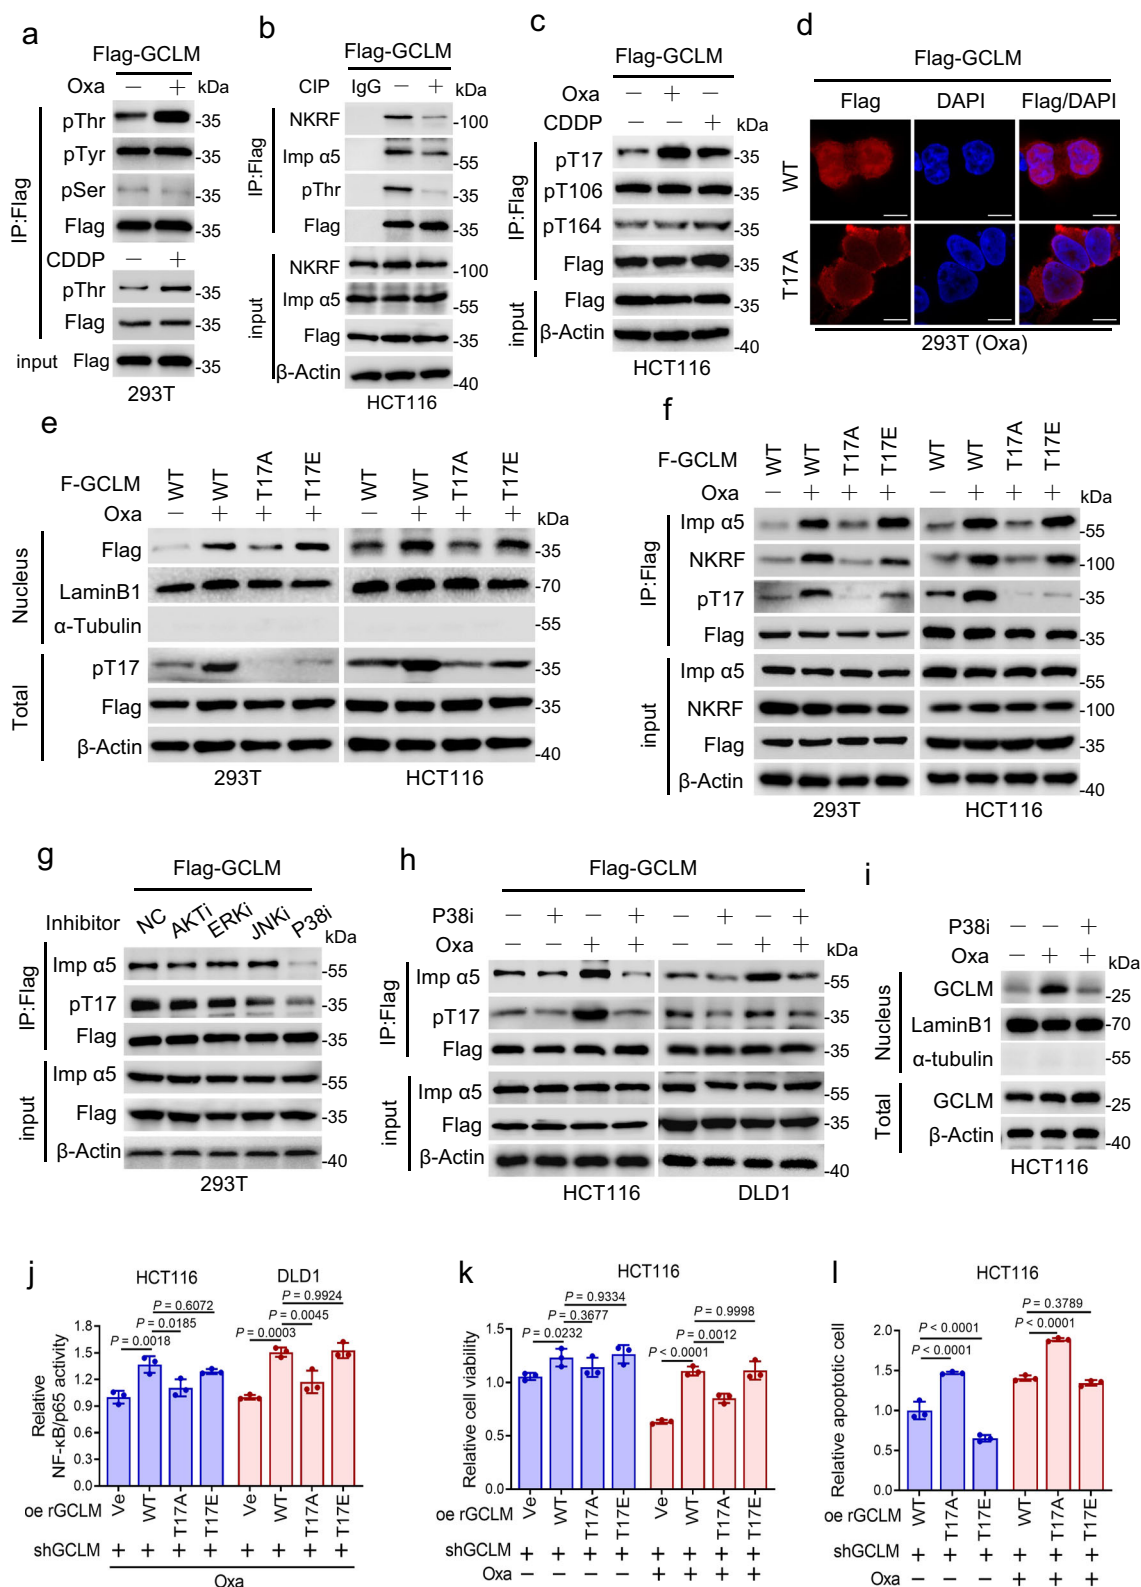 a
Flag-GCLM
Oxa − + kDa
IP:Flag
pThr -35
pTyr -35
pSer -35
Flag -35
CDDP − +
pThr -35
Flag -35
input Flag -35
293T
b
Flag-GCLM
CIP IgG − +
kDa
IP:Flag
NKRF -100
Imp α5 -55
pThr -35
Flag -35
input
NKRF -100
Imp α5 -55
Flag -35
β-Actin -40
HCT116
c
Flag-GCLM
Oxa − + −
CDDP − − + kDa
IP:Flag
pT17 -35
pT106 -35
pT164 -35
Flag -35
input
Flag -35
β-Actin -40
HCT116
d
Flag-GCLM
Flag DAPI Flag/DAPI
WT
T17A
293T (Oxa)
e
F-GCLM WT WT T17A T17E WT WT T17A T17E
Oxa − + + + − + + + kDa
Nucleus
Flag -35
LaminB1 -70
α-Tubulin -55
Total
pT17 -35
Flag -35
β-Actin -40
293T HCT116
f
F-GCLM WT WT T17A T17E WT WT T17A T17E
Oxa − + + + − + + + kDa
IP:Flag
Imp α5 -55
NKRF -100
pT17 -35
Flag -35
input
Imp α5 -55
NKRF -100
Flag -35
β-Actin -40
293T HCT116
g
Flag-GCLM
Inhibitor NC AKTi ERKi JNKi P38i kDa
IP:Flag
Imp α5 -55
pT17 -35
Flag -35
input
Imp α5 -55
Flag -35
β-Actin -40
293T
h
Flag-GCLM
P38i − + − + − + − +
Oxa − − + + − − + + kDa
IP:Flag
Imp α5 -55
pT17 -35
Flag -35
input
Imp α5 -55
Flag -35
β-Actin -40
HCT116 DLD1
i
P38i − − +
Oxa − + + kDa
Nucleus
GCLM -25
LaminB1 -70
α-tubulin -55
Total
GCLM -25
β-Actin -40
HCT116
j
HCT116 DLD1
P = 0.6072 P = 0.9924
P = 0.0185 P = 0.0045
P = 0.0018 P = 0.0003
Relative
NF-κB/p65 activity
1.8
1.5
1.2
0.9
0.6
0.3
0.0
oe rGCLM Ve WT T17A T17E Ve WT T17A T17E
shGCLM + + + + + + + +
Oxa
k
HCT116
P = 0.9334 P = 0.9998
P = 0.3677 P = 0.0012
P = 0.0232 P < 0.0001
Relative cell viability
1.5
1.0
0.5
0.0
oe rGCLM Ve WT T17A T17E Ve WT T17A T17E
shGCLM + + + + + + + +
Oxa − − − − + + + +
l
HCT116
P < 0.0001 P = 0.3789
P < 0.0001 P < 0.0001
Relative apoptotic cell
2.0
1.5
1.0
0.5
0.0
oe rGCLM WT T17A T17E WT T17A T17E
shGCLM + + + + + +
Oxa − − − + + +